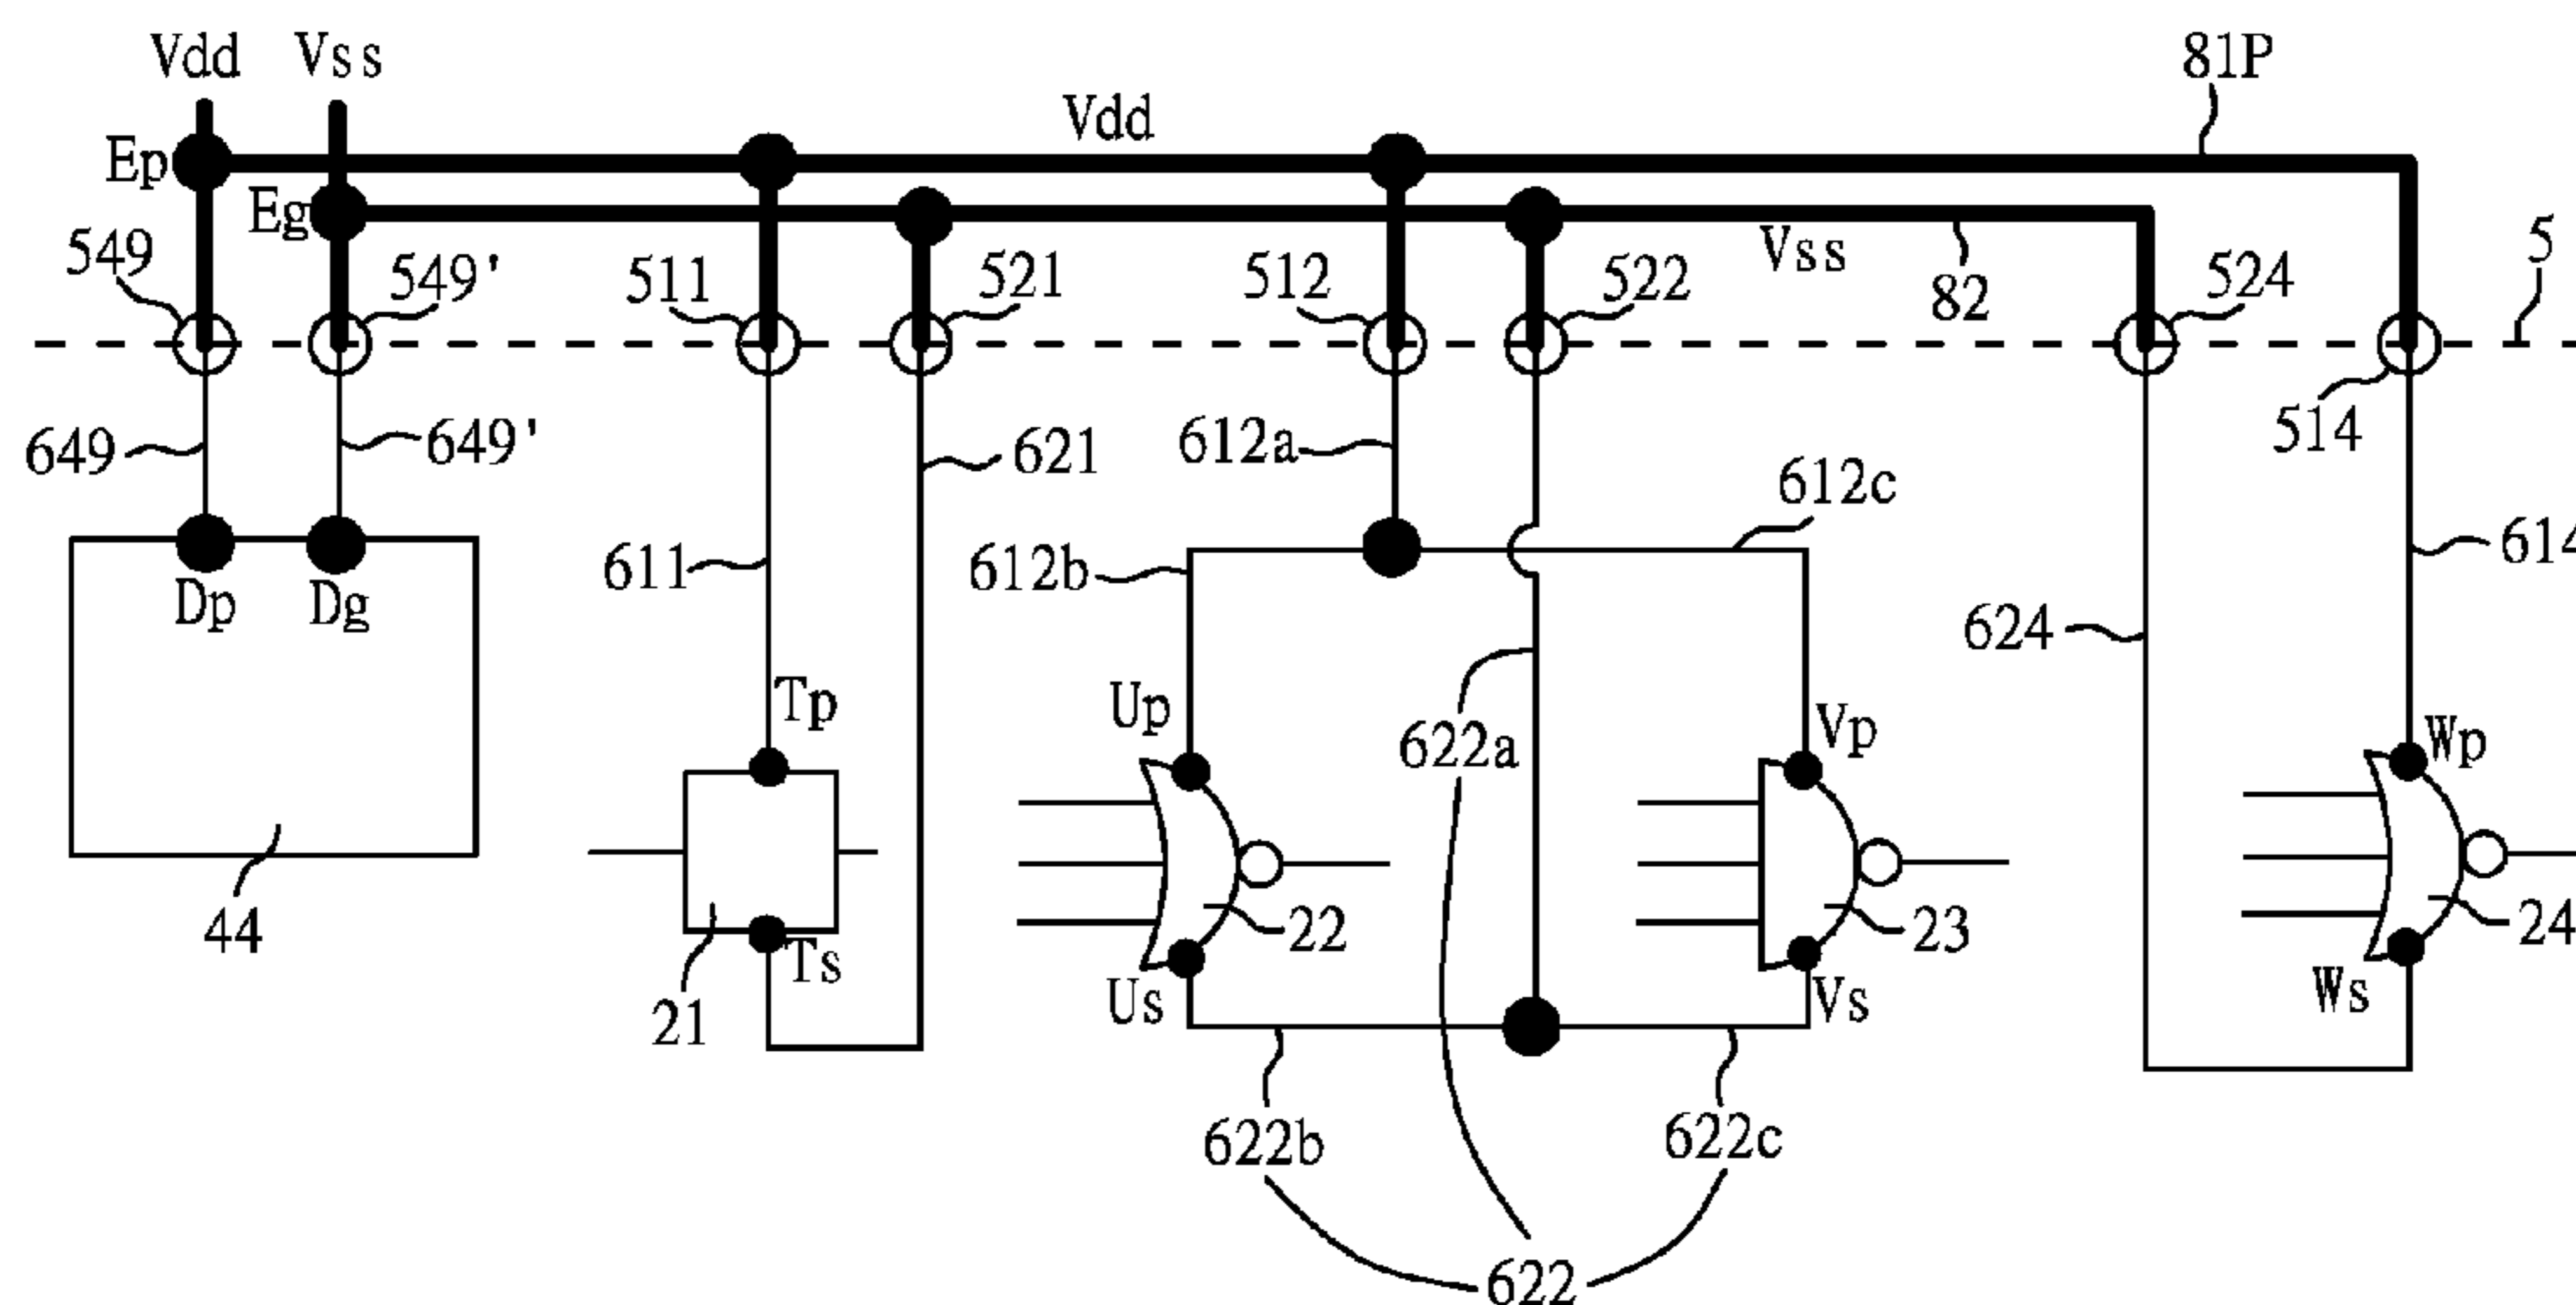 Vdd
Vss
81P
Vdd
Ep
Eg
549
549'
511
521
512
522
Vss
82
524
5
514
649
649'
621
612a
612c
611
612b
614
Dp
Dg
624
Tp
Up
622a
Vp
Wp
44
21
Ts
22
Us
23
Vs
24
Ws
622b
622c
622